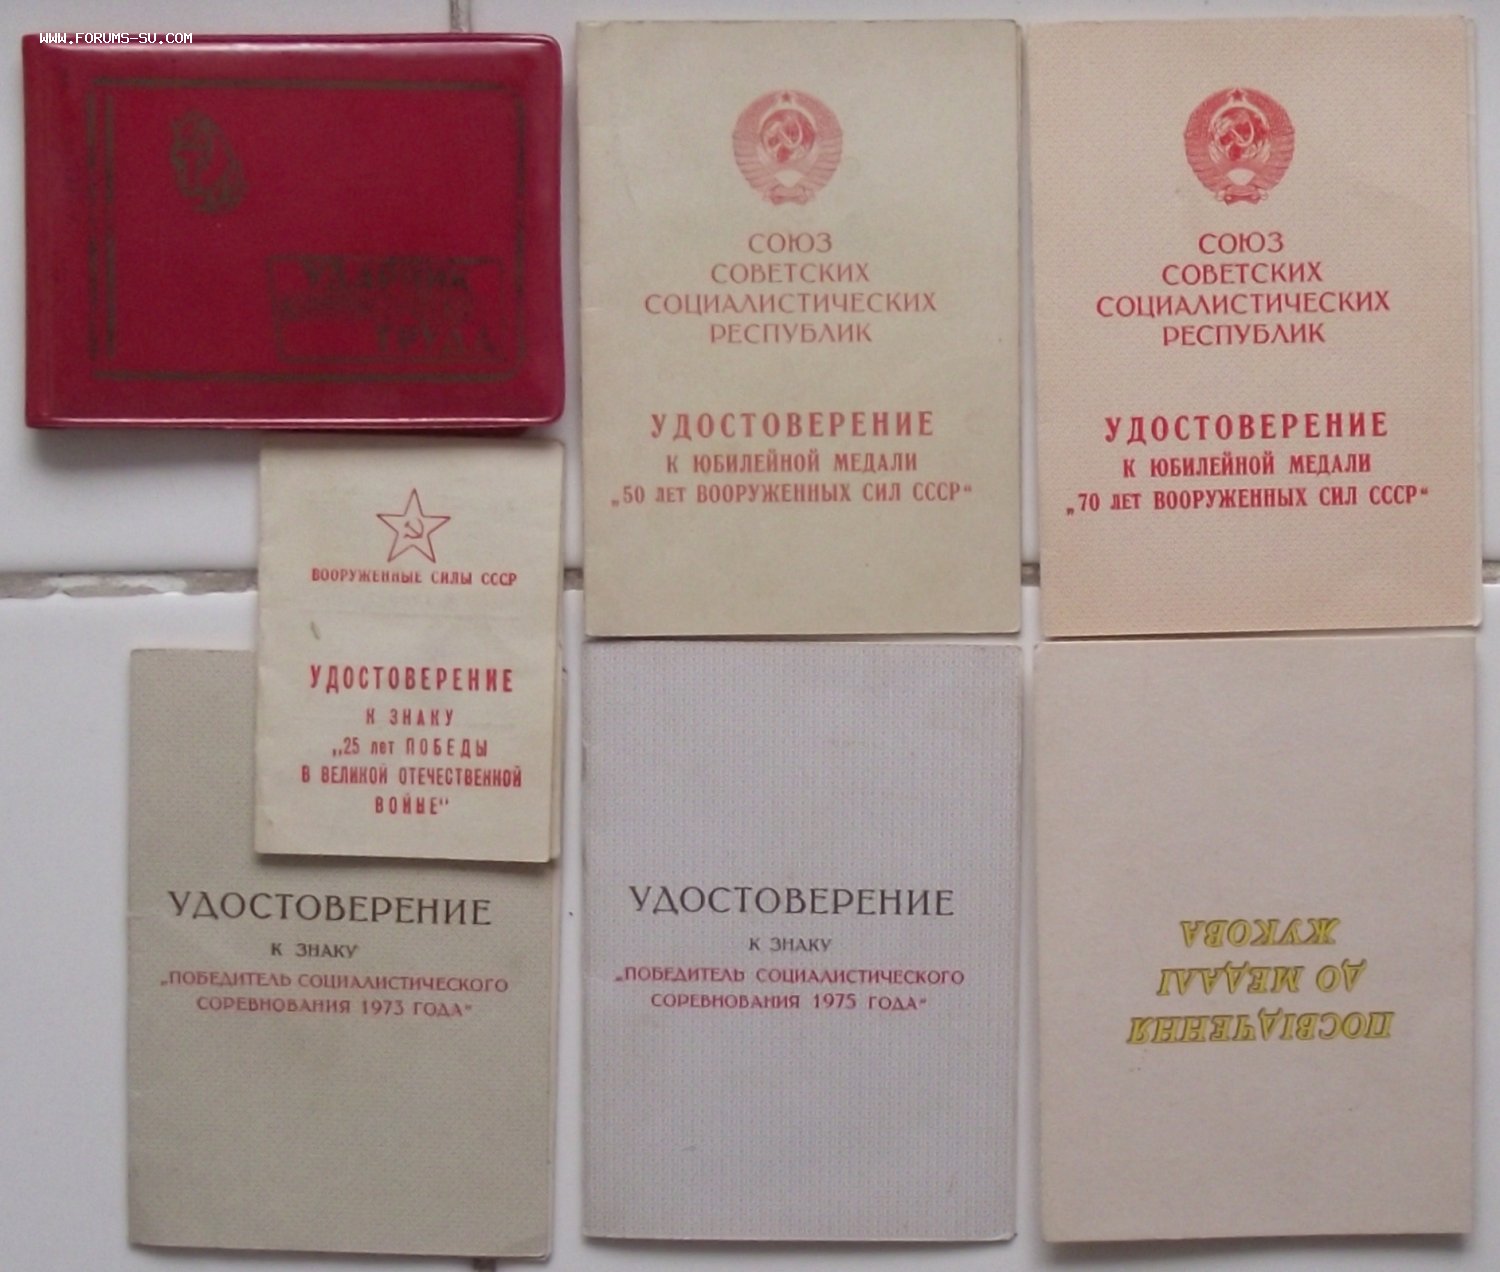 www.forums-su.com
УДАРНИК
КОММУНИСТИЧЕСКОГО
ТРУДА
СОЮЗ
СОВЕТСКИХ
СОЦИАЛИСТИЧЕСКИХ
РЕСПУБЛИК
УДОСТОВЕРЕНИЕ
К ЮБИЛЕЙНОЙ МЕДАЛИ
„50 ЛЕТ ВООРУЖЕННЫХ СИЛ СССР“
СОЮЗ
СОВЕТСКИХ
СОЦИАЛИСТИЧЕСКИХ
РЕСПУБЛИК
УДОСТОВЕРЕНИЕ
К ЮБИЛЕЙНОЙ МЕДАЛИ
„70 ЛЕТ ВООРУЖЕННЫХ СИЛ СССР“
ВООРУЖЕННЫЕ СИЛЫ СССР
УДОСТОВЕРЕНИЕ
К ЗНАКУ
„25 лет ПОБЕДЫ
В ВЕЛИКОЙ ОТЕЧЕСТВЕННОЙ
ВОЙНЕ“
УДОСТОВЕРЕНИЕ
К ЗНАКУ
„ПОБЕДИТЕЛЬ СОЦИАЛИСТИЧЕСКОГО
СОРЕВНОВАНИЯ 1973 ГОДА“
УДОСТОВЕРЕНИЕ
К ЗНАКУ
„ПОБЕДИТЕЛЬ СОЦИАЛИСТИЧЕСКОГО
СОРЕВНОВАНИЯ 1975 ГОДА“
ПОСВІДЧЕННЯ
ДО МЕДАЛІ
ЖУКОВА